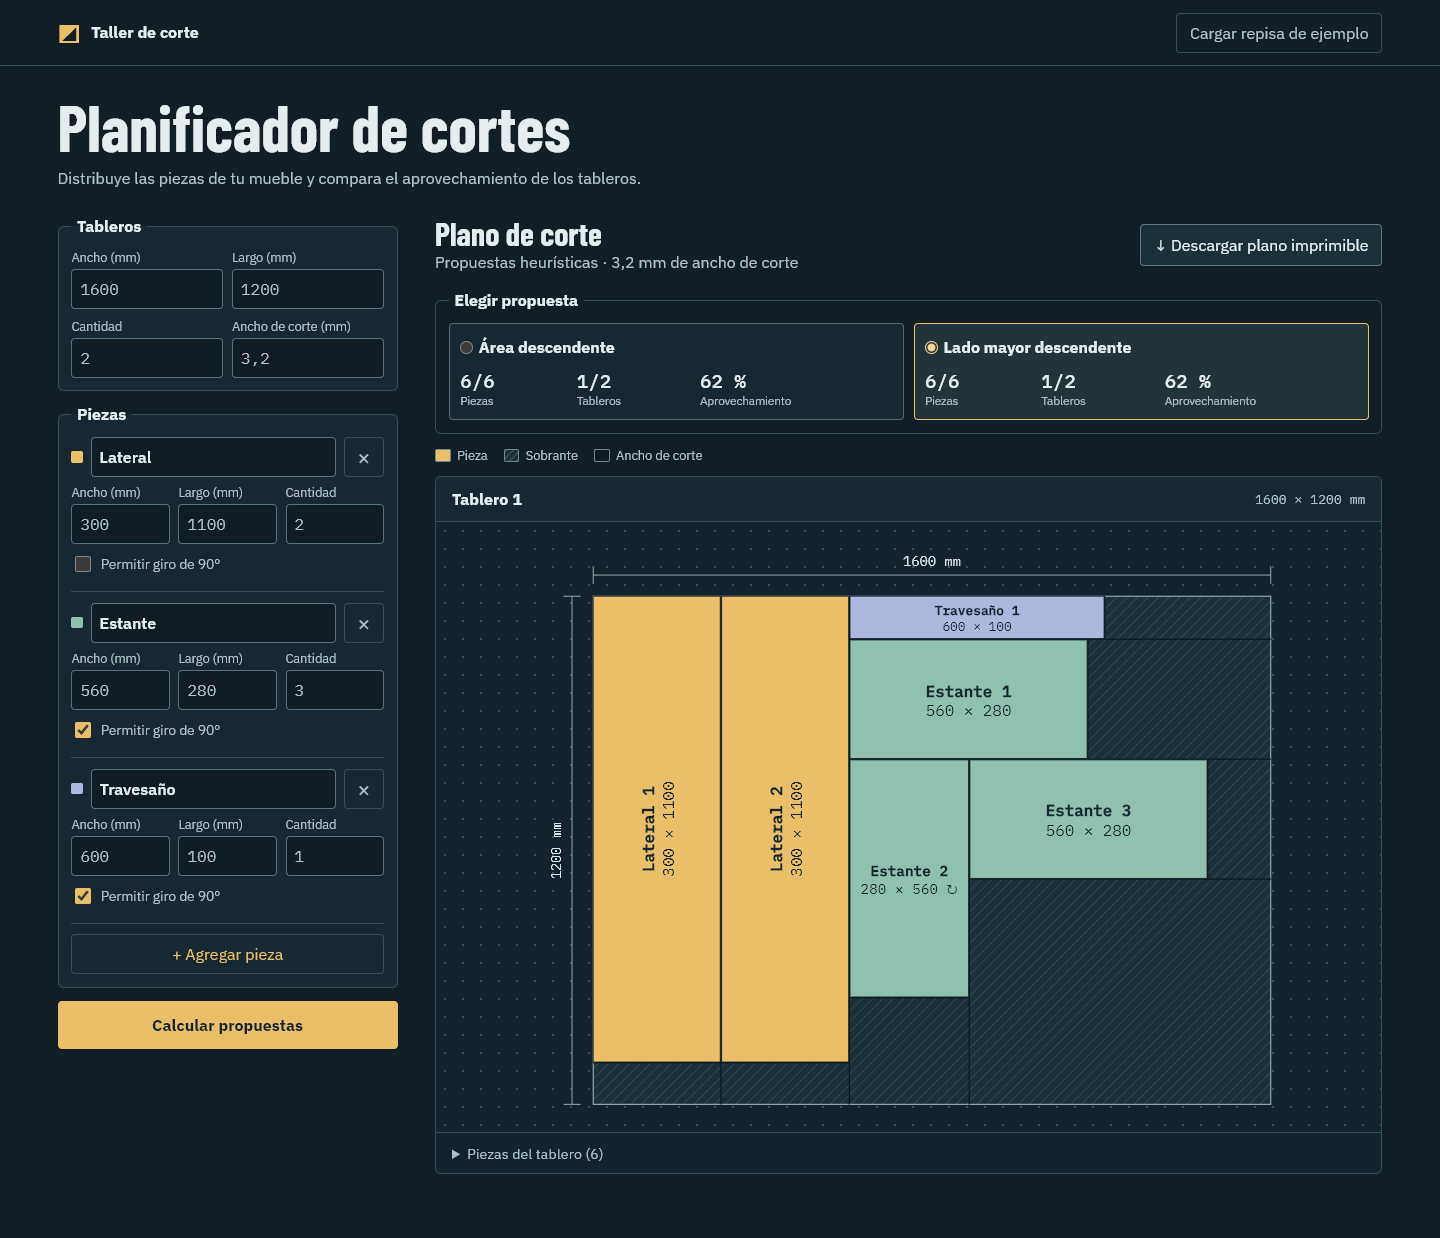 Taller de corte
Cargar repisa de ejemplo
Planificador de cortes
Distribuye las piezas de tu mueble y compara el aprovechamiento de los tableros.
Tableros
Ancho (mm) Largo (mm)
1600 1200
Cantidad Ancho de corte (mm)
2 3,2
Piezas
Lateral ×
Ancho (mm) Largo (mm) Cantidad
300 1100 2
Permitir giro de 90°
Estante ×
Ancho (mm) Largo (mm) Cantidad
560 280 3
Permitir giro de 90°
Travesaño ×
Ancho (mm) Largo (mm) Cantidad
600 100 1
Permitir giro de 90°
+ Agregar pieza
Calcular propuestas
Plano de corte
Propuestas heurísticas · 3,2 mm de ancho de corte
↓ Descargar plano imprimible
Elegir propuesta
Área descendente
6/6 1/2 62 %
Piezas Tableros Aprovechamiento
Lado mayor descendente
6/6 1/2 62 %
Piezas Tableros Aprovechamiento
Pieza Sobrante Ancho de corte
Tablero 1 1600 × 1200 mm
1600 mm
1200 mm
Lateral 1
300 × 1100
Lateral 2
300 × 1100
Travesaño 1
600 × 100
Estante 1
560 × 280
Estante 2
280 × 560 ↻
Estante 3
560 × 280
▶ Piezas del tablero (6)